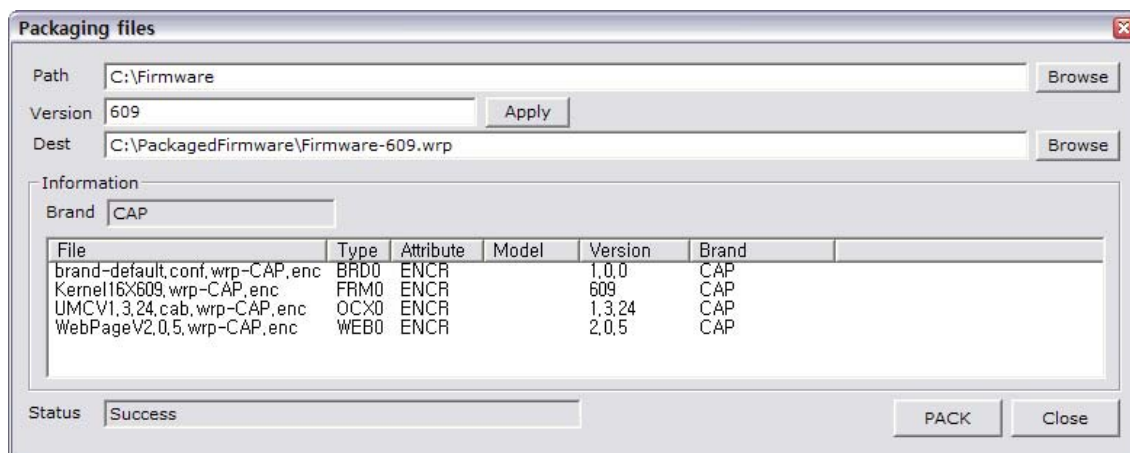 Packaging files
Path C:\Firmware Browse
Version 609 Apply
Dest C:\PackagedFirmware\Firmware-609.wrp Browse
Information
Brand CAP
File Type Attribute Model Version Brand
brand-default,conf,wrp-CAP,enc BRD0 ENCR 1,0,0 CAP
Kernel16X609,wrp-CAP,enc FRM0 ENCR 609 CAP
UMCV1,3,24,cab,wrp-CAP,enc OCX0 ENCR 1,3,24 CAP
WebPageV2,0,5,wrp-CAP,enc WEB0 ENCR 2,0,5 CAP
Status Success PACK Close